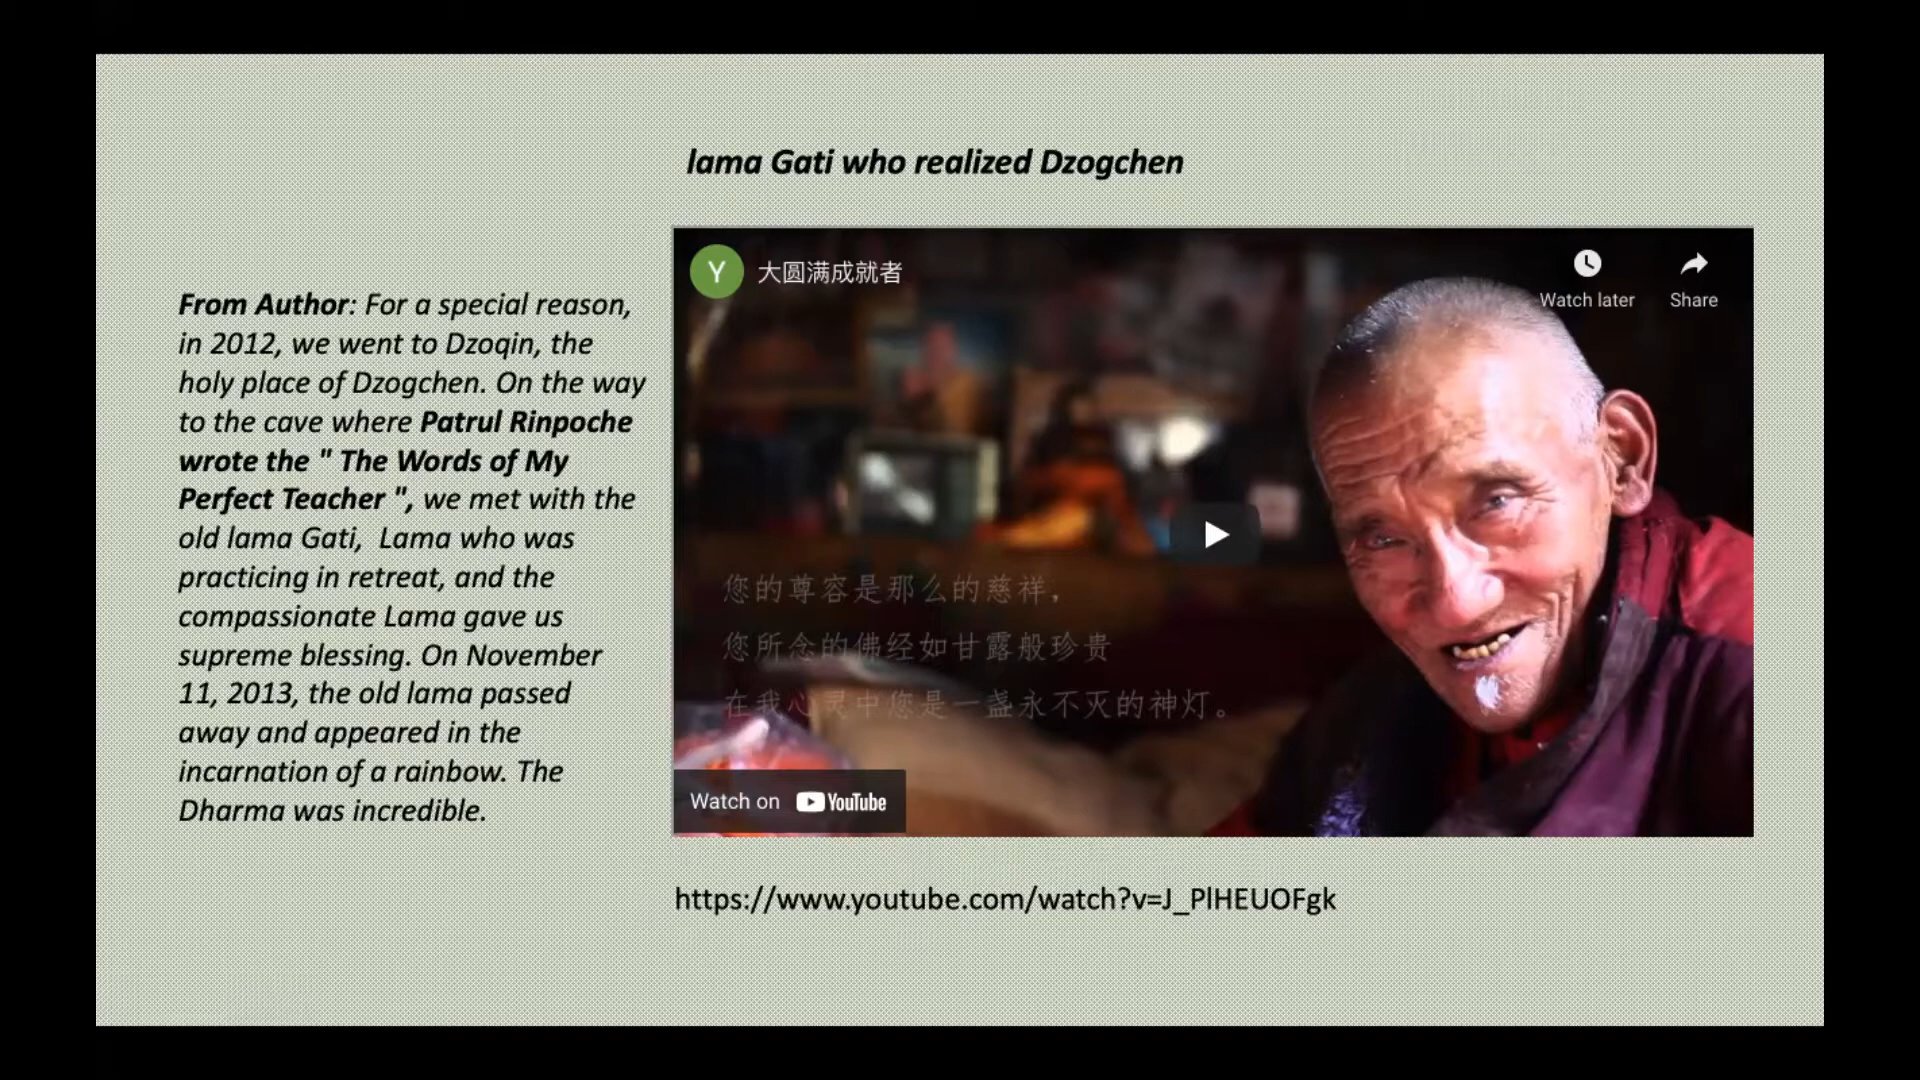 lama Gati who realized Dzogchen
From Author: For a special reason,
in 2012, we went to Dzoqin, the
holy place of Dzogchen. On the way
to the cave where Patrul Rinpoche
wrote the " The Words of My
Perfect Teacher ", we met with the
old lama Gati,  Lama who was
practicing in retreat, and the
compassionate Lama gave us
supreme blessing. On November
11, 2013, the old lama passed
away and appeared in the
incarnation of a rainbow. The
Dharma was incredible.
Y 大圆满成就者
Watch later
Share
您的尊容是那么的慈祥，
您所念的佛经如甘露般珍贵
在我心灵中您是一盏永不灭的神灯。
Watch on YouTube
https://www.youtube.com/watch?v=J_PlHEUOFgk